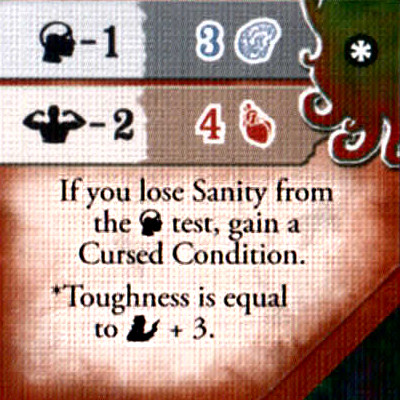 -1 3 *
-2 4
If you lose Sanity from
the test, gain a
Cursed Condition.
*Toughness is equal
to + 3.